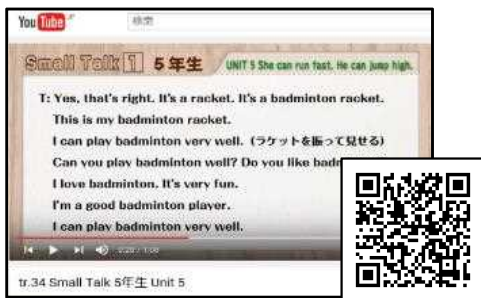 YouTube 検索
Small Talk 1 5年生 UNIT 5 She can run fast. He can jump high.
T: Yes, that's right. It's a racket. It's a badminton racket.
This is my badminton racket.
I can play badminton very well. (ラケットを振って見せる)
Can you play badminton well? Do you like
I love badminton. It's very fun.
I'm a good badminton player.
I can play badminton very well.
tr.34 Small Talk 5年生 Unit 5